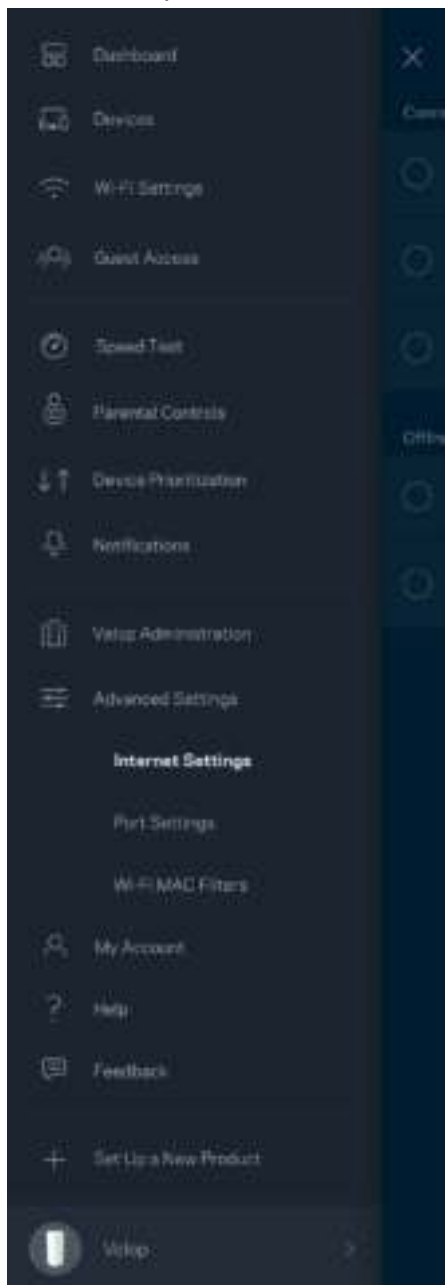 Dashboard
Devices
Wi-Fi Settings
Guest Access
Speed Test
Parental Controls
Device Prioritization
Notifications
Velop Administration
Advanced Settings
Internet Settings
Port Settings
Wi-Fi MAC Filters
My Account
Help
Feedback
Set Up a New Product
Velop